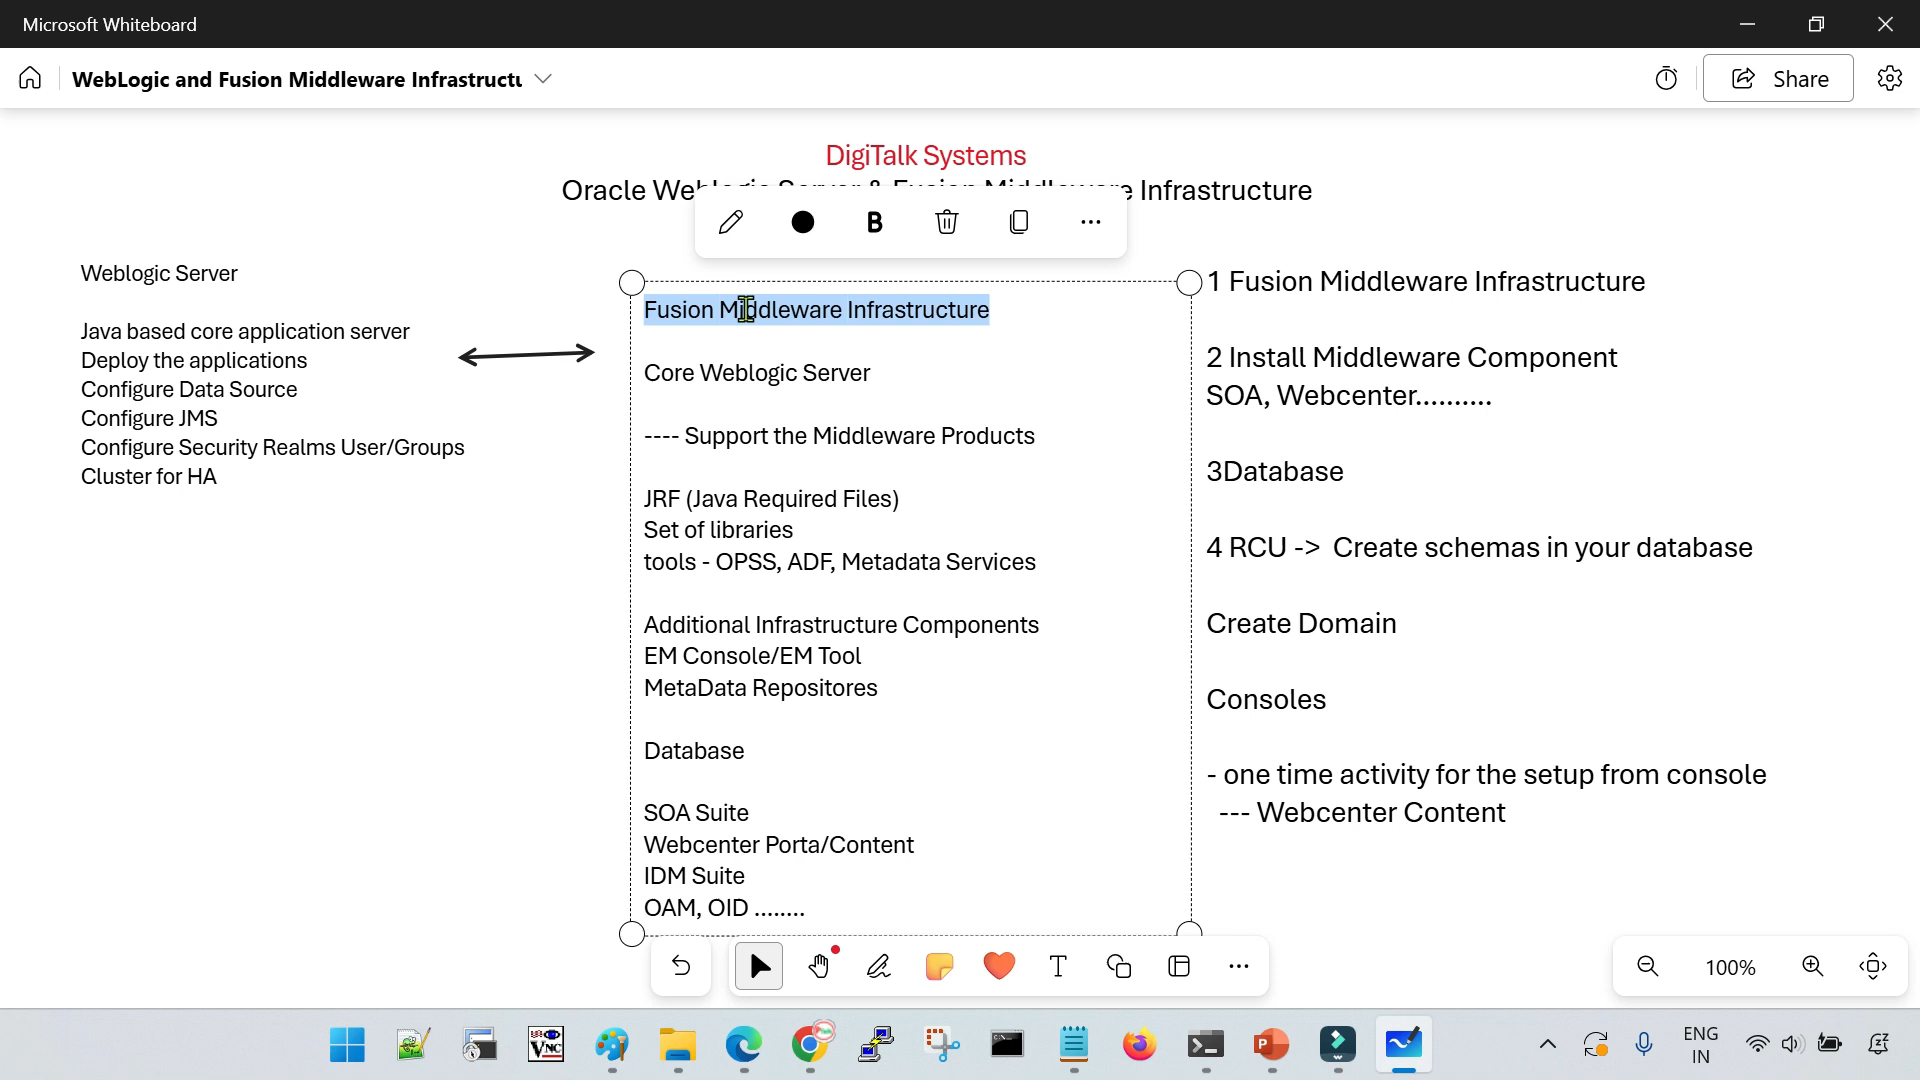 Microsoft Whiteboard
WebLogic and Fusion Middleware Infrastructu
Share
DigiTalk Systems
Oracle Weblogic Server & Fusion Middleware Infrastructure
B
Weblogic Server
Java based core application server
Deploy the applications
Configure Data Source
Configure JMS
Configure Security Realms User/Groups
Cluster for HA
Fusion Middleware Infrastructure
Core Weblogic Server
---- Support the Middleware Products
JRF (Java Required Files)
Set of libraries
tools - OPSS, ADF, Metadata Services
Additional Infrastructure Components
EM Console/EM Tool
MetaData Repositores
Database
SOA Suite
Webcenter Porta/Content
IDM Suite
OAM, OID ........
1 Fusion Middleware Infrastructure
2 Install Middleware Component
SOA, Webcenter..........
3Database
4 RCU -> Create schemas in your database
Create Domain
Consoles
- one time activity for the setup from console
--- Webcenter Content
100%
ENG
IN